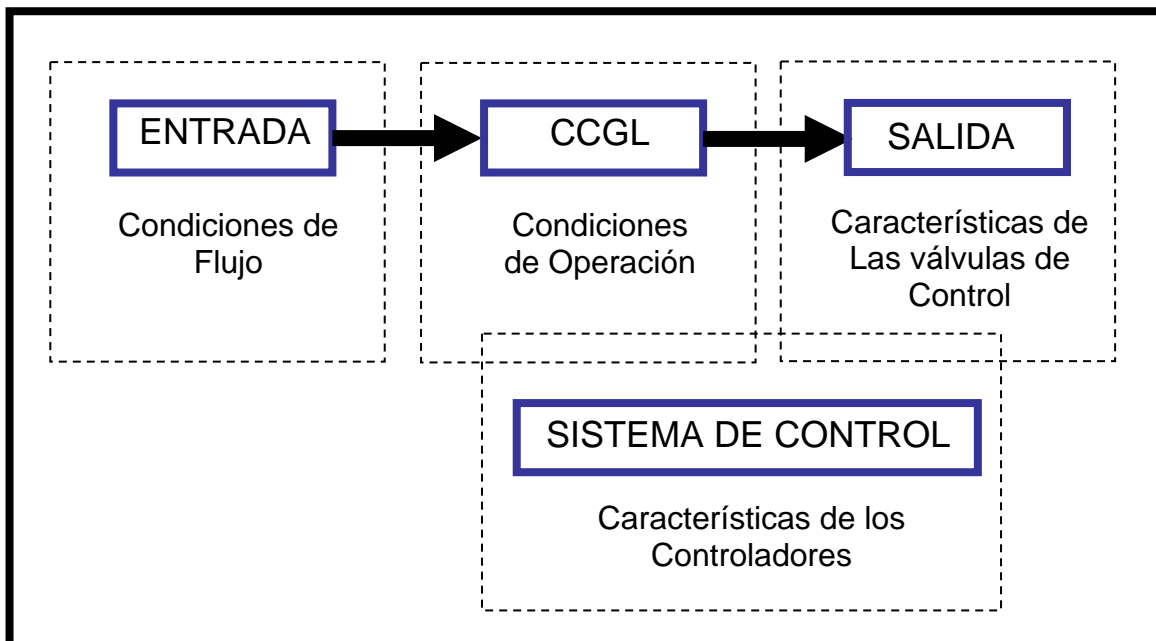 ENTRADA
Condiciones de
Flujo
CCGL
Condiciones
de Operación
SALIDA
Características de
Las válvulas de
Control
SISTEMA DE CONTROL
Características de los
Controladores